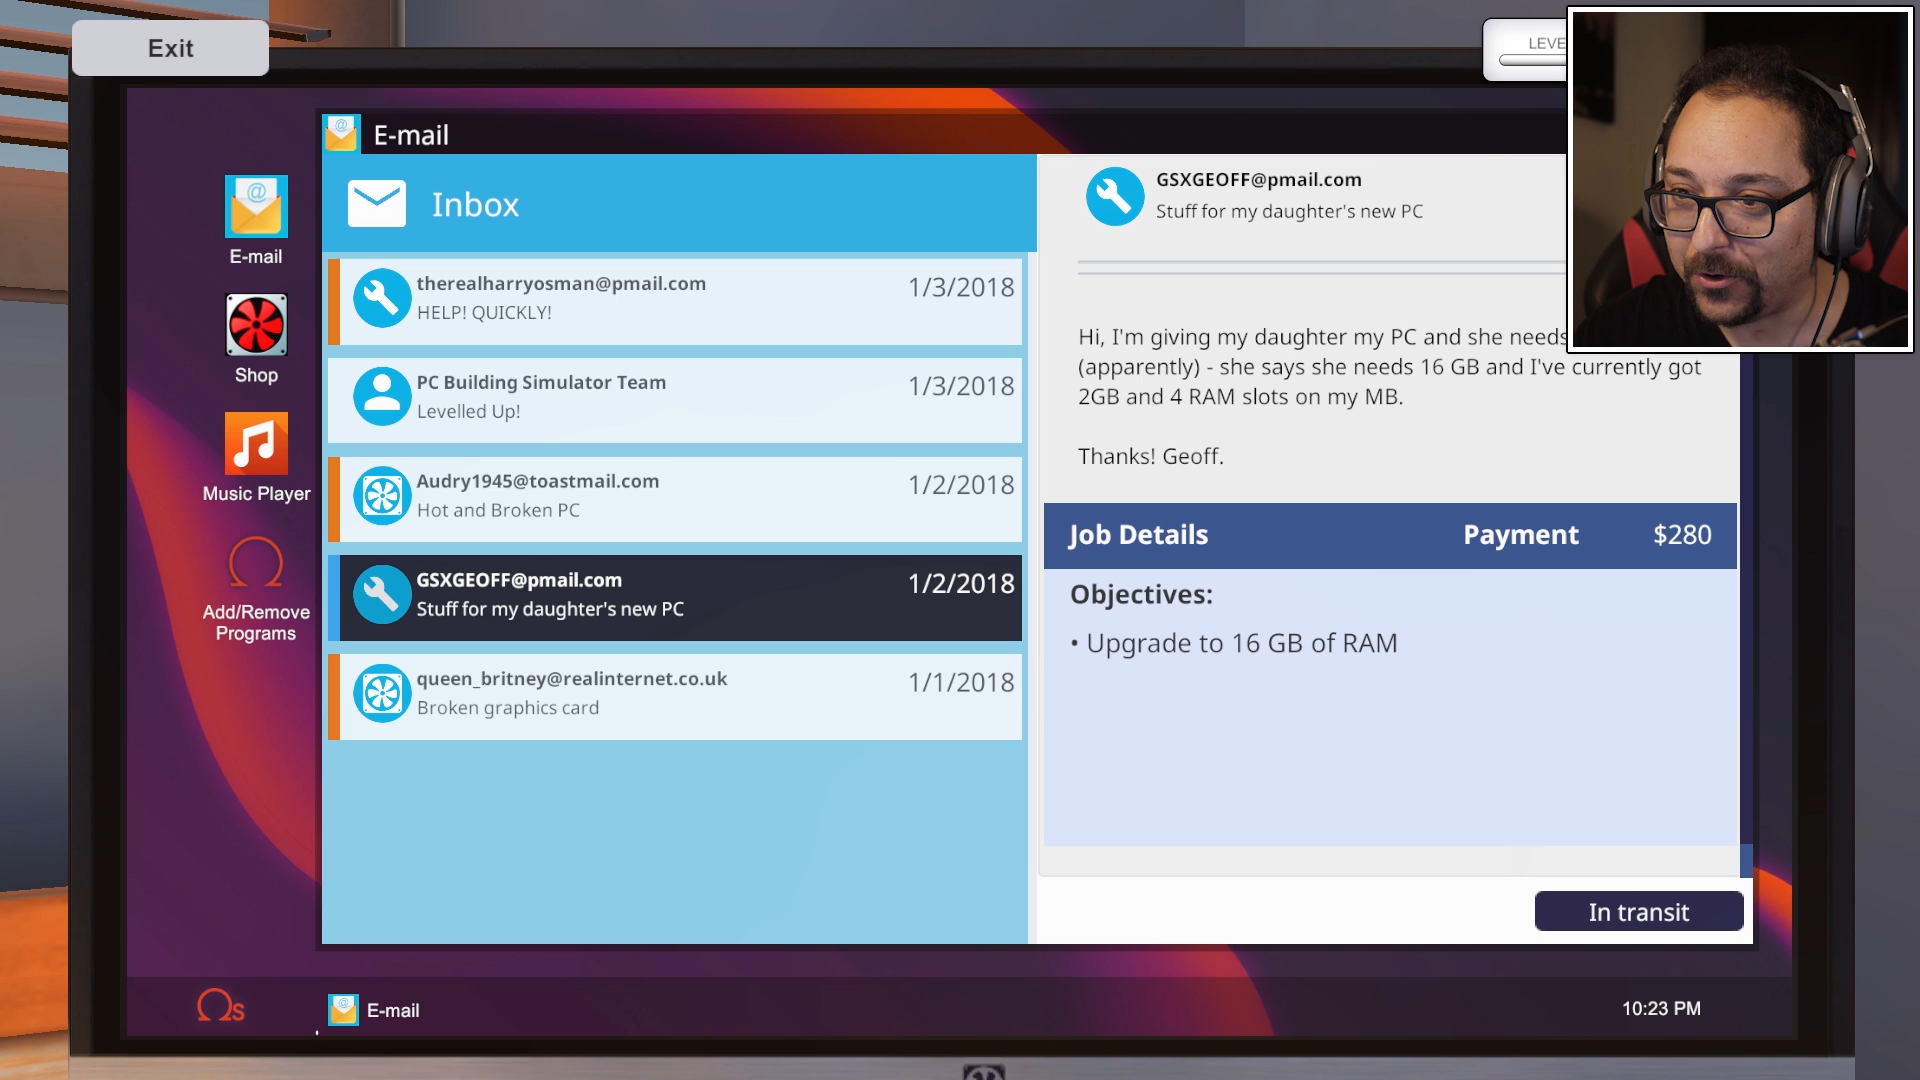 Exit
LEVE
E-mail
Inbox
therealharryosman@pmail.com
1/3/2018
HELP! QUICKLY!
PC Building Simulator Team
1/3/2018
Levelled Up!
Audry1945@toastmail.com
1/2/2018
Hot and Broken PC
GSXGEOFF@pmail.com
1/2/2018
Stuff for my daughter's new PC
queen_britney@realinternet.co.uk
1/1/2018
Broken graphics card
E-mail
Shop
Music Player
Add/Remove
Programs
GSXGEOFF@pmail.com
Stuff for my daughter's new PC
Hi, I'm giving my daughter my PC and she needs
(apparently) - she says she needs 16 GB and I've currently got
2GB and 4 RAM slots on my MB.
Thanks! Geoff.
Job Details Payment $280
Objectives:
• Upgrade to 16 GB of RAM
In transit
Ωs
E-mail
10:23 PM